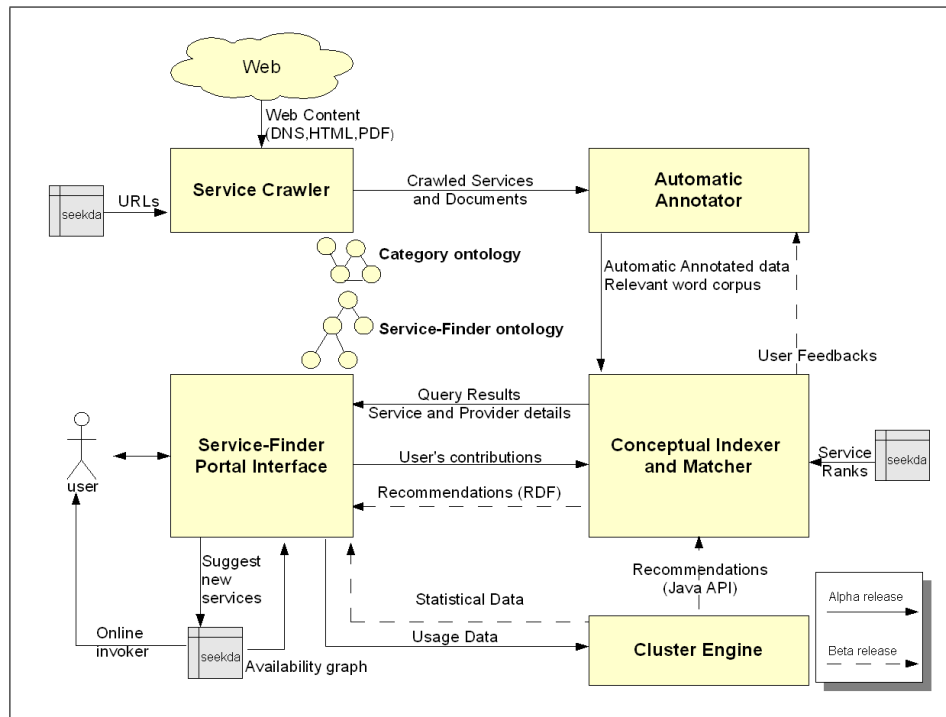 Web
Web Content
(DNS,HTML,PDF)
Service Crawler
Crawled Services
and Documents
Automatic
Annotator
seekda
URLs
Category ontology
Automatic Annotated data
Relevant word corpus
Service-Finder ontology
User Feedbacks
Query Results
Service and Provider details
Service-Finder
Portal Interface
Conceptual Indexer
and Matcher
user
User's contributions
Service
Ranks
seekda
Recommendations (RDF)
Suggest
new
services
Recommendations
(Java API)
Statistical Data
Alpha release
Online
invoker
seekda
Availability graph
Usage Data
Cluster Engine
Beta release